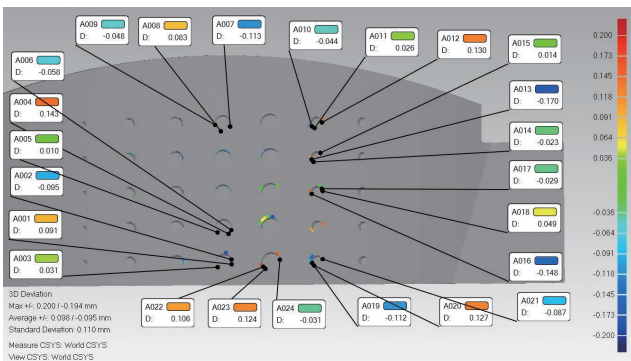 A009
D: -0.048
A008
D: 0.083
A007
D: -0.113
A010
D: -0.044
A011
D: 0.026
A012
D: 0.130
A015
D: 0.014
A006
D: -0.058
A013
D: -0.170
A004
D: 0.143
A014
D: -0.023
A005
D: 0.010
A017
D: -0.029
A002
D: -0.095
A018
D: 0.049
A001
D: 0.091
A016
D: -0.148
A003
D: 0.031
A022
D: 0.106
A023
D: 0.124
A024
D: -0.031
A019
D: -0.112
A020
D: 0.127
A021
D: -0.087
0.200
0.173
0.145
0.118
0.091
0.064
0.036
-0.036
-0.064
-0.091
-0.118
-0.145
-0.173
-0.200
3D Deviation
Max +/-: 0.200 / -0.194 mm
Average +/-: 0.098 / -0.095 mm
Standard Deviation: 0.110 mm
Measure CSYS: World CSYS
View CSYS: World CSYS